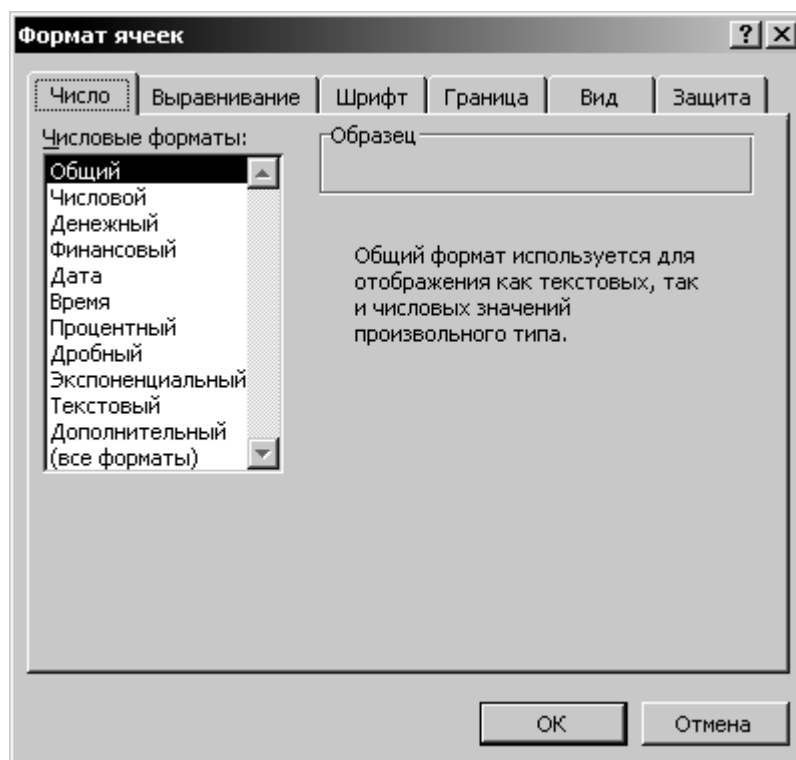 Формат ячеек
Число
Выравнивание
Шрифт
Граница
Вид
Защита
Числовые форматы:
Общий
Числовой
Денежный
Финансовый
Дата
Время
Процентный
Дробный
Экспоненциальный
Текстовый
Дополнительный
(все форматы)
Образец
Общий формат используется для
отображения как текстовых, так
и числовых значений
произвольного типа.
ОК
Отмена